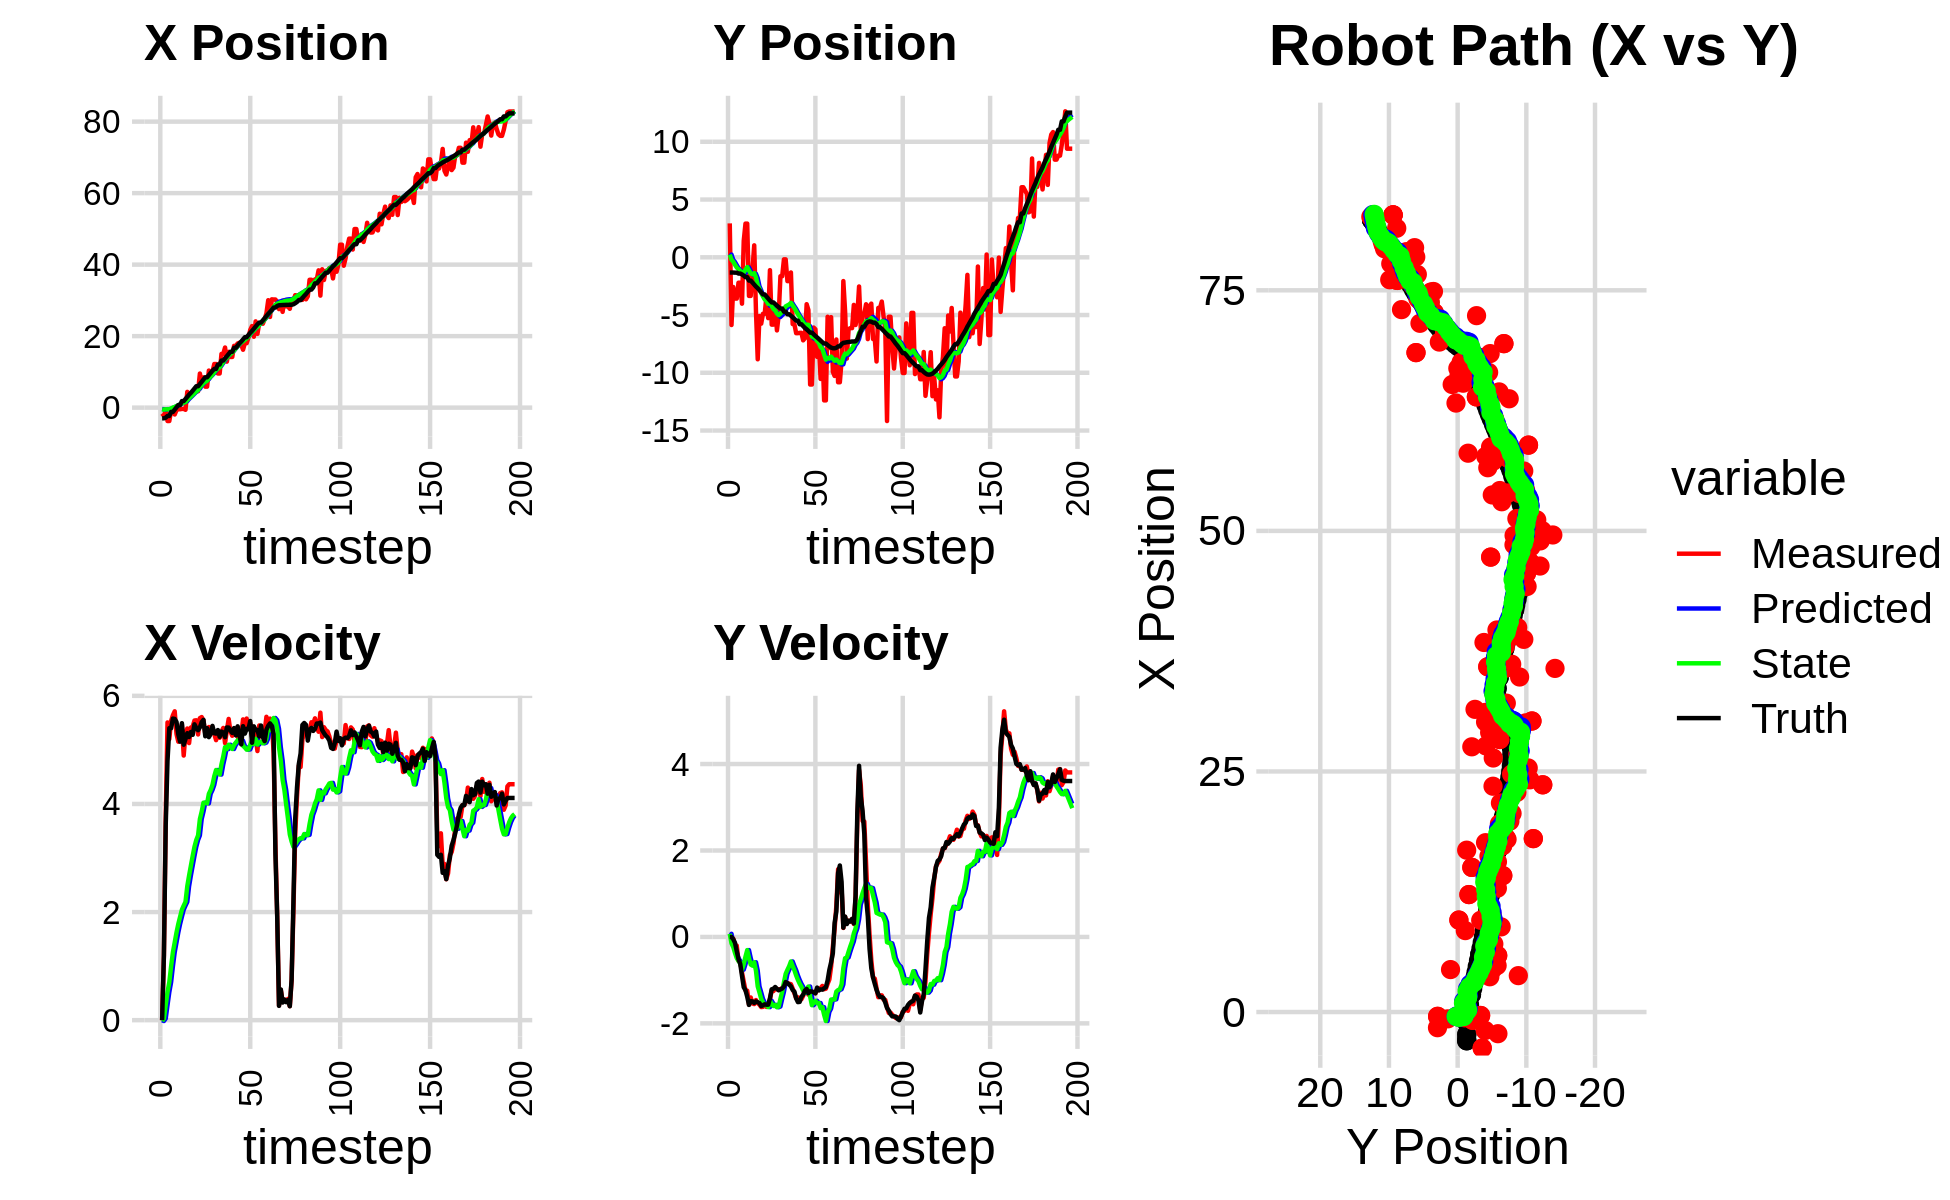 X Position
80
60
40
20
0
0
50
100
150
200
timestep
Y Position
10
5
0
-5
-10
-15
0
50
100
150
200
timestep
X Velocity
6
4
2
0
0
50
100
150
200
timestep
Y Velocity
4
2
0
-2
0
50
100
150
200
timestep
Robot Path (X vs Y)
X Position
75
50
25
0
20 10 0 -10 -20
Y Position
variable
Measured
Predicted
State
Truth